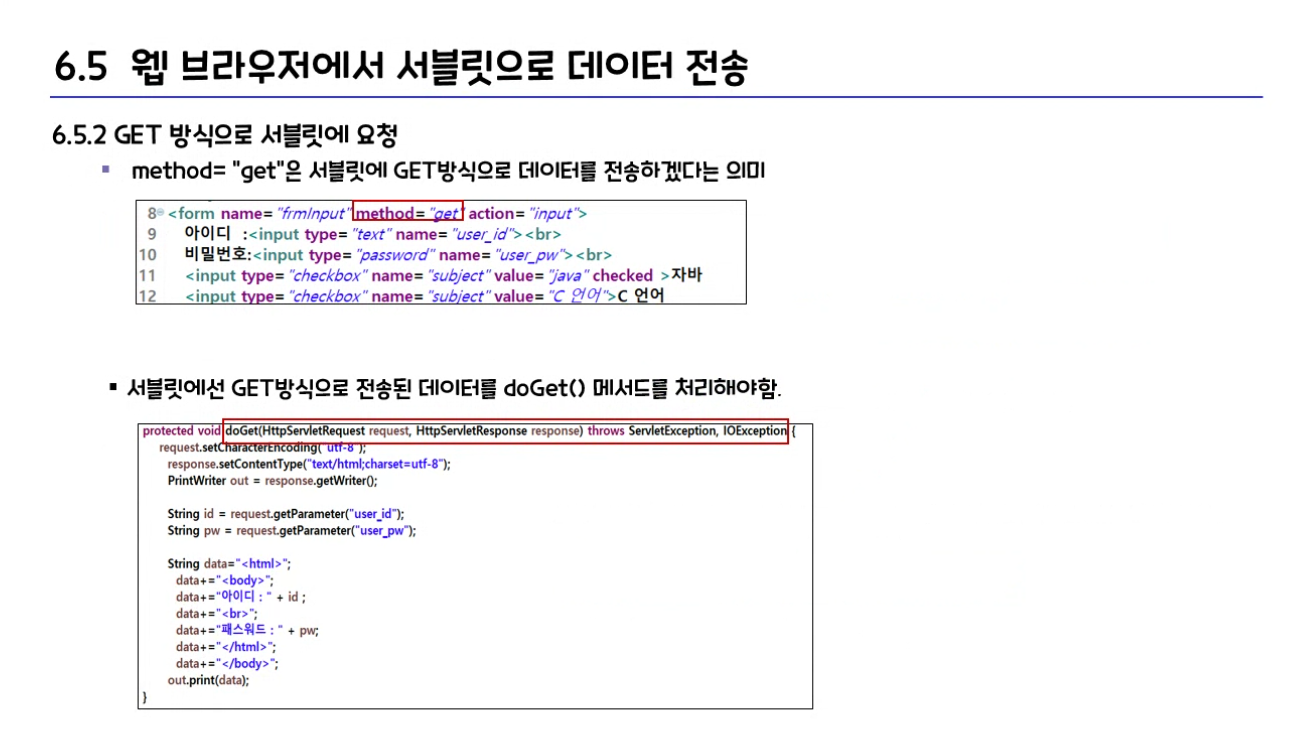 6.5 웹 브라우저에서 서블릿으로 데이터 전송
6.5.2 GET 방식으로 서블릿에 요청
▪ method= "get"은 서블릿에 GET방식으로 데이터를 전송하겠다는 의미
8 <form name="frmInput" method="get" action="input">
9 아이디 :<input type="text" name="user_id"><br>
10 비밀번호:<input type="password" name="user_pw"><br>
11 <input type="checkbox" name="subject" value="java" checked >자바
12 <input type="checkbox" name="subject" value="C 언어">C 언어
▪ 서블릿에선 GET방식으로 전송된 데이터를 doGet() 메서드를 처리해야함.
protected void doGet(HttpServletRequest request, HttpServletResponse response) throws ServletException, IOException {
request.setCharacterEncoding("utf-8");
response.setContentType("text/html;charset=utf-8");
PrintWriter out = response.getWriter();
String id = request.getParameter("user_id");
String pw = request.getParameter("user_pw");
String data="<html>";
data+="<body>";
data+="아이디 : " + id ;
data+="<br>";
data+="패스워드 : " + pw;
data+="</html>";
data+="</body>";
out.print(data);
}